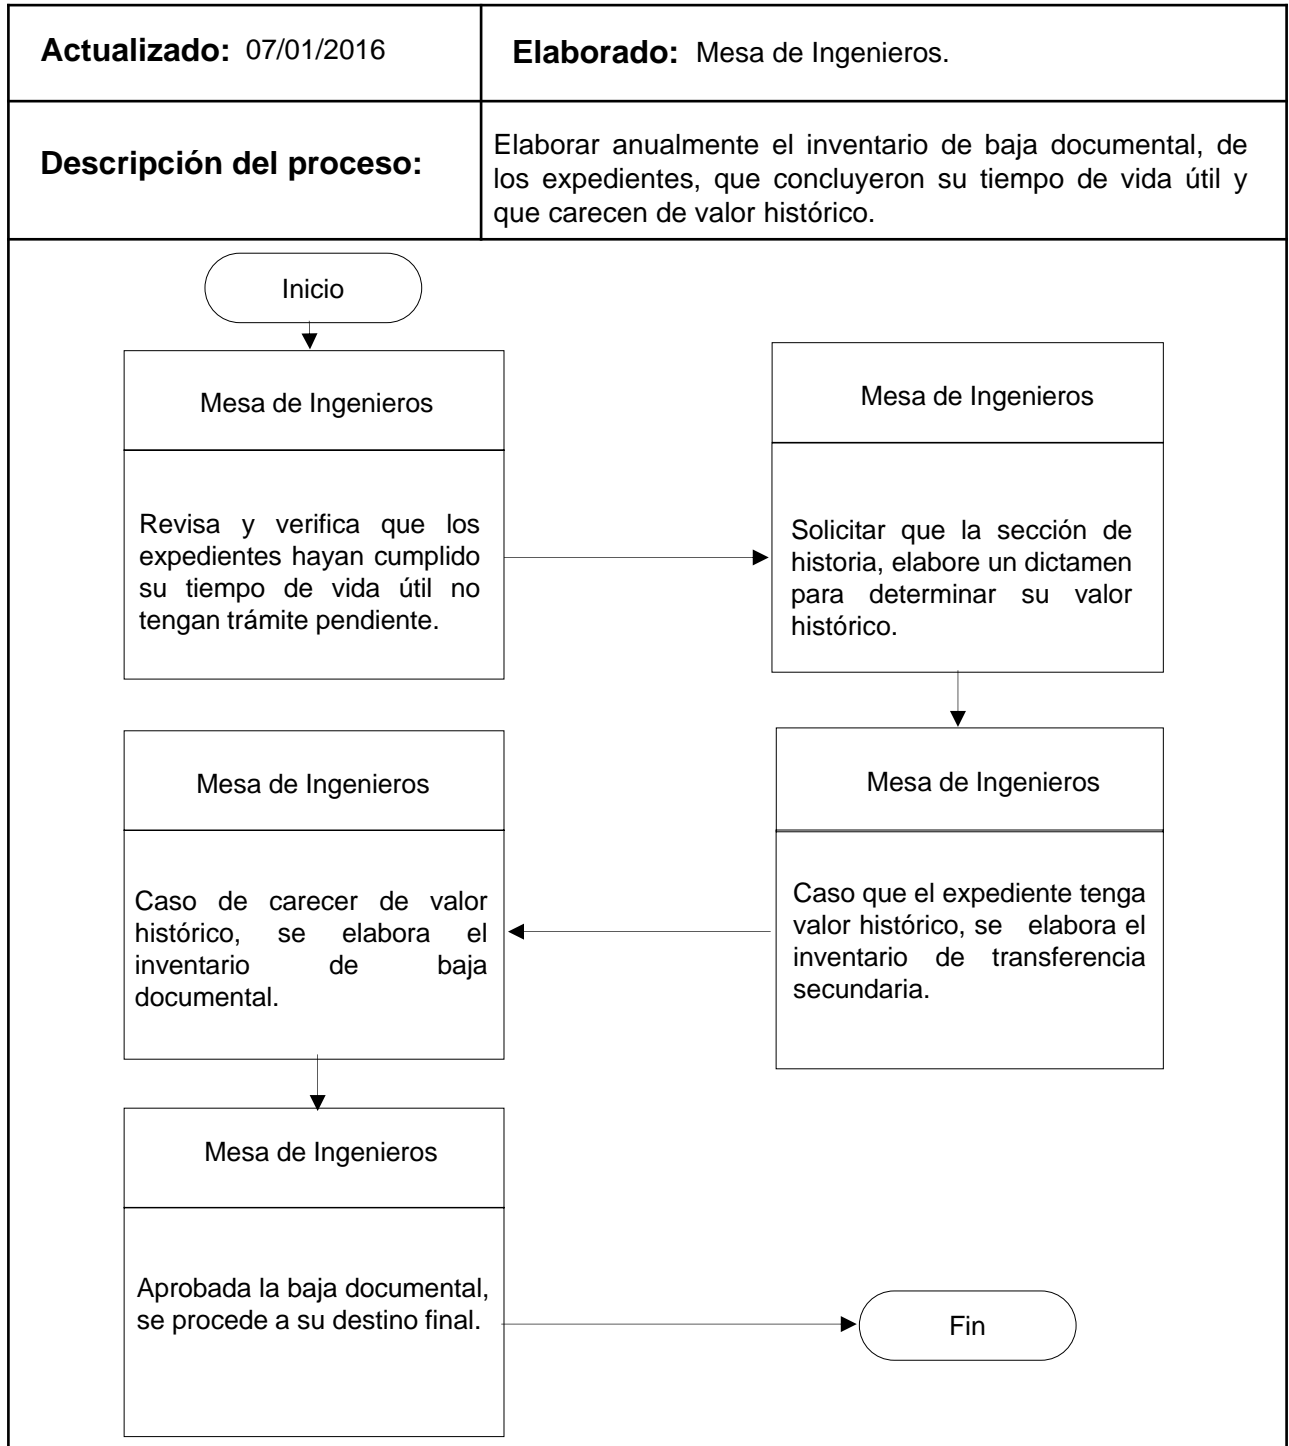 Actualizado: 07/01/2016
Elaborado: Mesa de Ingenieros.
Descripción del proceso:
Elaborar anualmente el inventario de baja documental, de
los expedientes, que concluyeron su tiempo de vida útil y
que carecen de valor histórico.
Inicio
Mesa de Ingenieros
Revisa y verifica que los
expedientes hayan cumplido
su tiempo de vida útil no
tengan trámite pendiente.
Mesa de Ingenieros
Solicitar que la sección de
historia, elabore un dictamen
para determinar su valor
histórico.
Mesa de Ingenieros
Caso que el expediente tenga
valor histórico, se elabora el
inventario de transferencia
secundaria.
Mesa de Ingenieros
Caso de carecer de valor
histórico, se elabora el
inventario de baja
documental.
Mesa de Ingenieros
Aprobada la baja documental,
se procede a su destino final.
Fin